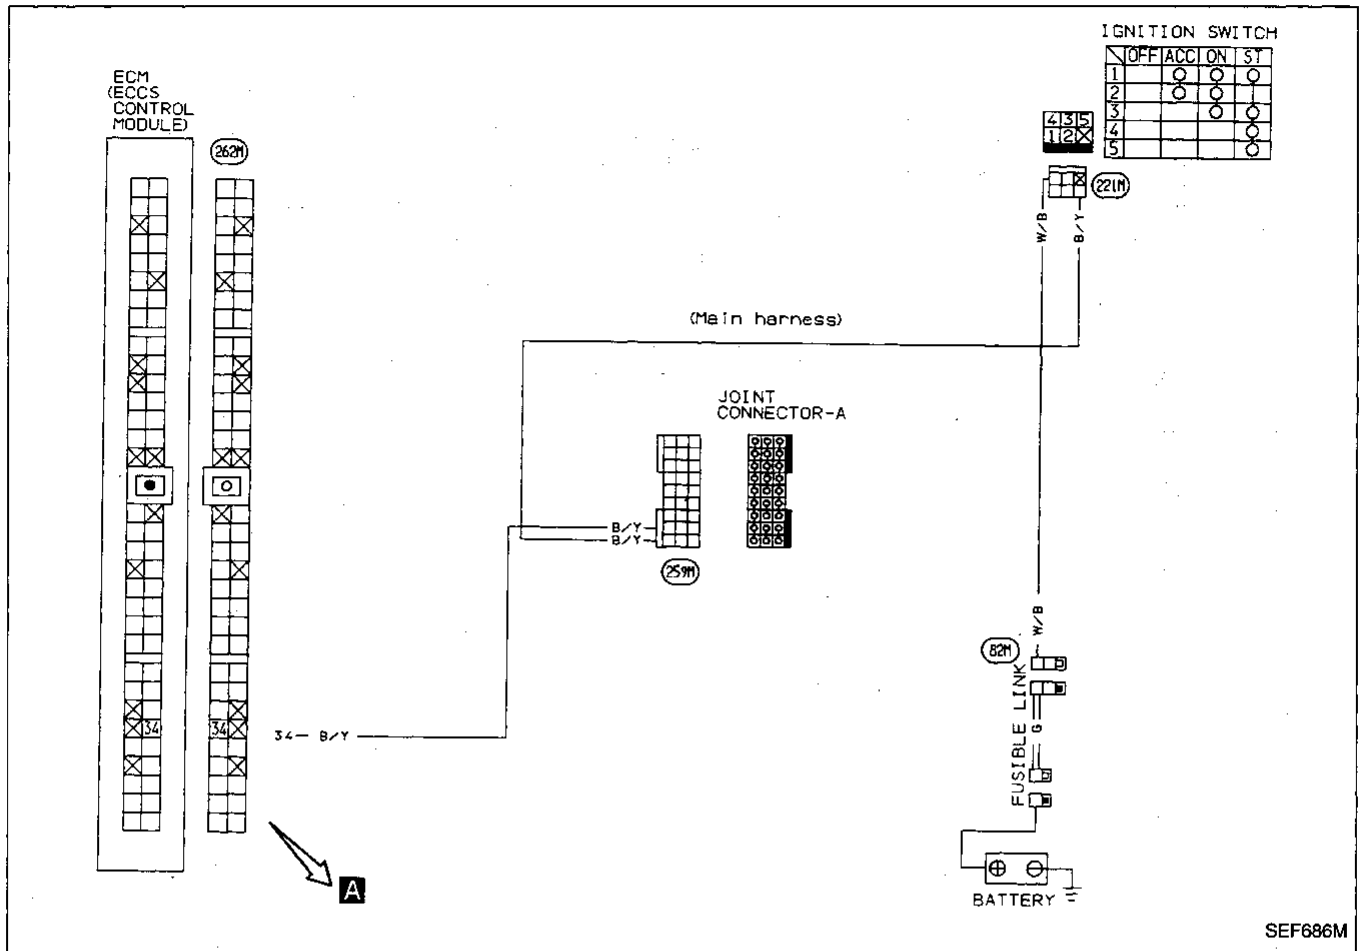 IGNITION SWITCH
OFF ACC ON ST
1
2
3
4
5
4 3 5
1 2
221M
W/B
B/Y
ECM
(ECCS
CONTROL
MODULE)
262M
(Main harness)
JOINT
CONNECTOR-A
B/Y
B/Y
259M
34
34
34 B/Y
W/B
82M
FUSIBLE LINK
G
BATTERY
A
SEF686M